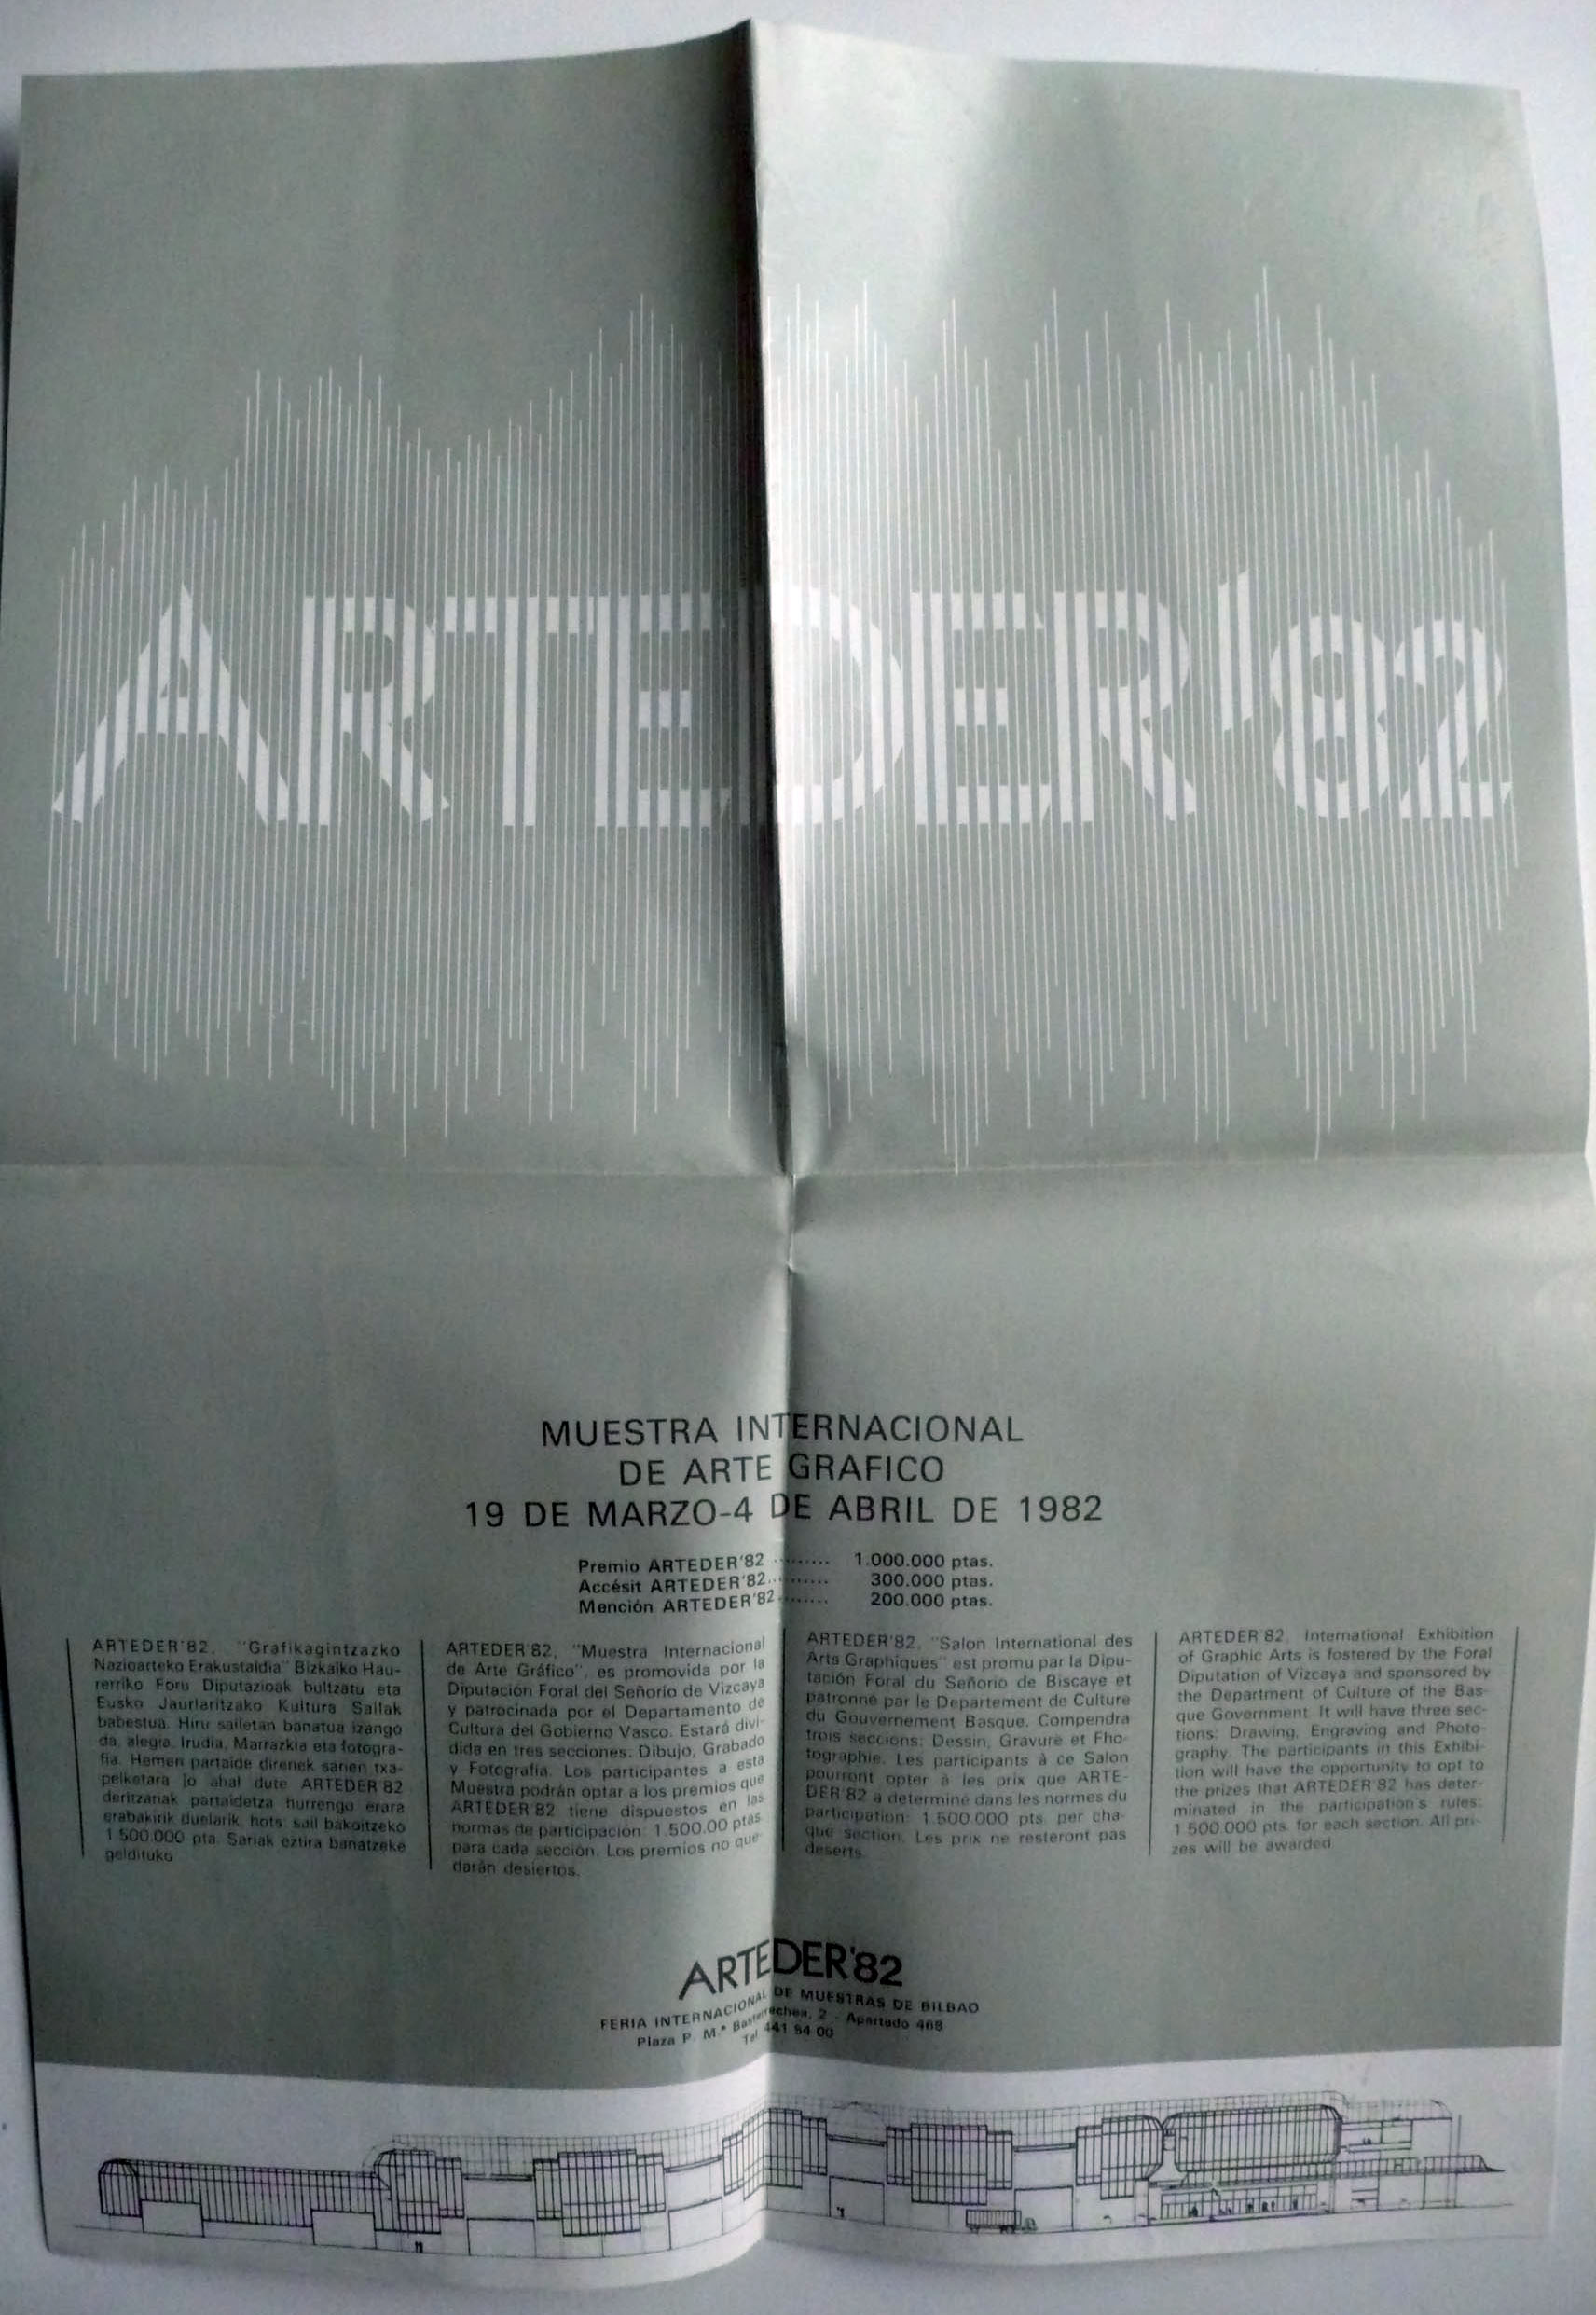 ARTEDER'82
MUESTRA INTERNACIONAL
DE ARTE GRAFICO
19 DE MARZO-4 DE ABRIL DE 1982
Premio ARTEDER'82 ......... 1.000.000 ptas.
Accésit ARTEDER'82......... 300.000 ptas.
Mención ARTEDER'82......... 200.000 ptas.
ARTEDER'82, "Grafikagintzazko
Nazioarteko Erakustaldia" Bizkaiko Hau-
rerriko Foru Diputazioak bultzatu eta
Eusko Jaurlaritzako Kultura Sailak
babestua. Hiru sailetan banatua izango
da, alegia, Irudia, Marrazkia eta fotogra-
fia. Hemen partaide direnek sarien txa-
pelketara jo ahal dute ARTEDER'82
deritzanak partaidetza hurrengo erara
erabakirik duelarik, hots, sail bakoitzeko
1.500.000 pta. Sariak eztira banatzeke
geldituko.
ARTEDER'82, "Muestra Internacional
de Arte Gráfico", es promovida por la
Diputación Foral del Señorio de Vizcaya
y patrocinada por el Departamento de
Cultura del Gobierno Vasco. Estará divi-
dida en tres secciones: Dibujo, Grabado
y Fotografía. Los participantes a esta
Muestra podrán optar a los premios que
ARTEDER'82 tiene dispuestos en las
normas de participación: 1.500.00 ptas.
para cada sección. Los premios no que-
darán desiertos.
ARTEDER'82, "Salon International des
Arts Graphiques" est promu par la Dipu-
tación Foral du Señorio de Biscaye et
patronné par le Departement de Culture
du Gouvernement Basque. Compendra
trois seccions: Dessin, Gravure et Fho-
tographie. Les participants à ce Salon
pourront opter a les prix que ARTE-
DER'82 a determiné dans les normes du
participation: 1.500.000 pts. per cha-
que section. Les prix ne resteront pas
deserts.
ARTEDER'82, International Exhibition
of Graphic Arts is fostered by the Foral
Diputation of Vizcaya and sponsored by
the Department of Culture of the Bas-
que Government. It will have three sec-
tions: Drawing, Engraving and Photo-
graphy. The participants in this Exhibi-
tion will have the opportunity to opt to
the prizes that ARTEDER'82 has deter-
minated in the participation's rules:
1.500.000 pts. for each section. All pri-
zes will be awarded.
ARTEDER'82
FERIA INTERNACIONAL DE MUESTRAS DE BILBAO
Plaza P. M.ª Basterrechea, 2 - Apartado 468
Tel. 441 54 00